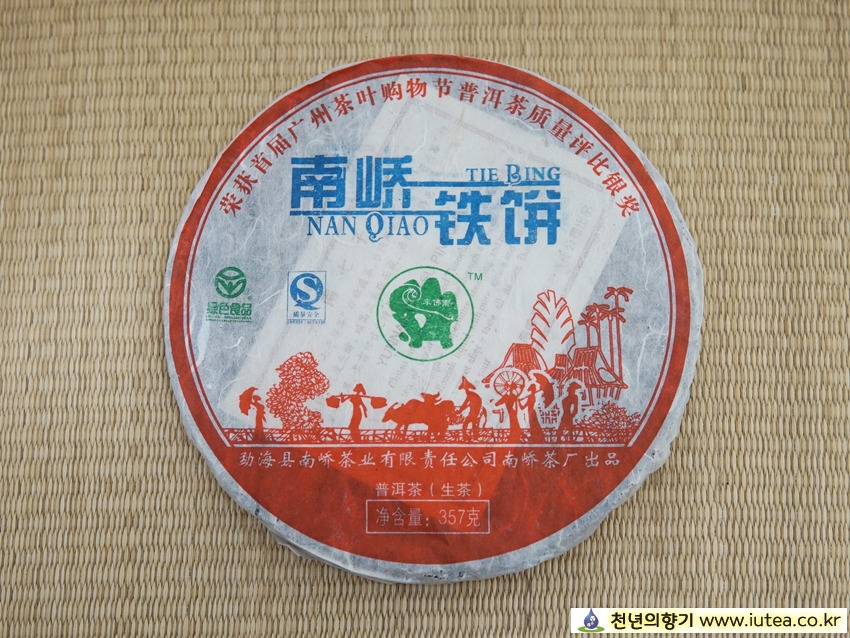 荣获首届广州茶叶购物节普洱茶质量评比银奖
南峤 TIE BING
NAN QIAO 铁饼
TM
绿色食品
QS
质量安全
勐海县南峤茶业有限责任公司南峤茶厂出品
普洱茶（生茶）
净含量：357克
천년의향기 www.iutea.co.kr